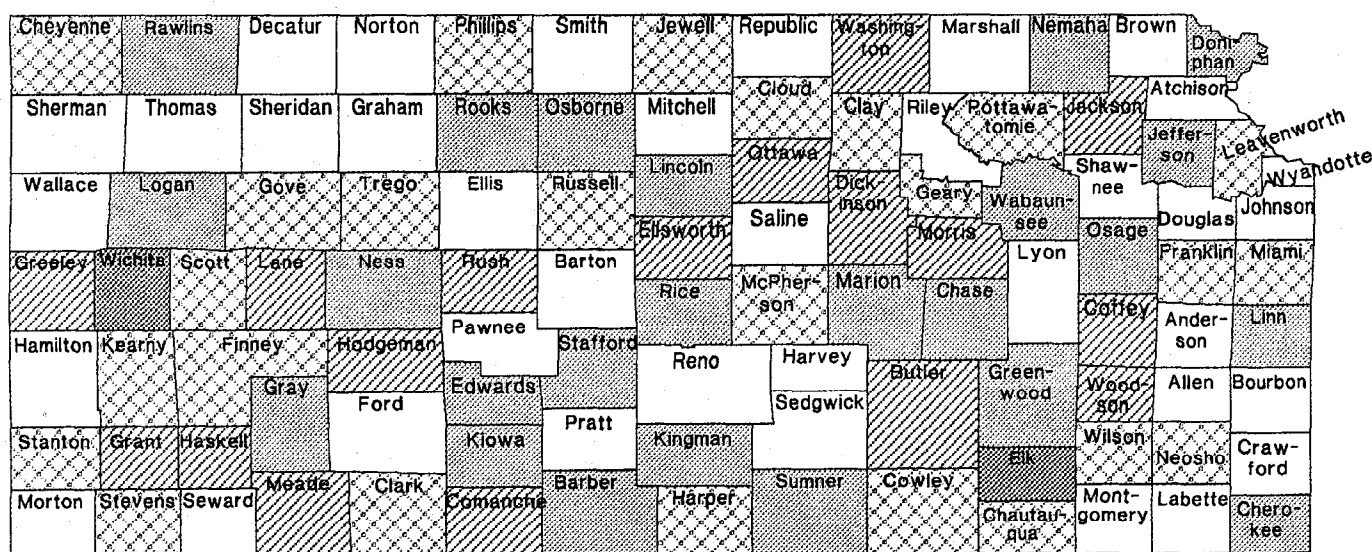 Cheyenne
Rawlins
Decatur
Norton
Phillips
Smith
Jewell
Republic
Washing-
ton
Marshall
Nemaha
Brown
Doni-
phan
Sherman
Thomas
Sheridan
Graham
Rooks
Osborne
Mitchell
Cloud
Clay
Riley
Pottawa-
tomie
Jackson
Atchison
Jeffer-
son
Leavenworth
Wyandotte
Lincoln
Ottawa
Wallace
Logan
Gove
Trego
Ellis
Russell
Dick-
inson
Geary
Wabaun-
see
Shaw-
nee
Douglas
Johnson
Ellsworth
Saline
Morris
Lyon
Osage
Franklin
Miami
Greeley
Wichita
Scott
Lane
Ness
Rush
Barton
Rice
McPher-
son
Marion
Chase
Coffey
Ander-
son
Linn
Hamilton
Kearny
Finney
Hodgeman
Pawnee
Stafford
Reno
Harvey
Butler
Green-
wood
Wood-
son
Allen
Bourbon
Gray
Ford
Edwards
Pratt
Sedgwick
Stanton
Grant
Haskell
Kiowa
Kingman
Elk
Wilson
Neosho
Craw-
ford
Morton
Stevens
Seward
Meade
Clark
Comanche
Barber
Harper
Sumner
Cowley
Chautau-
qua
Mont-
gomery
Labette
Chero-
kee